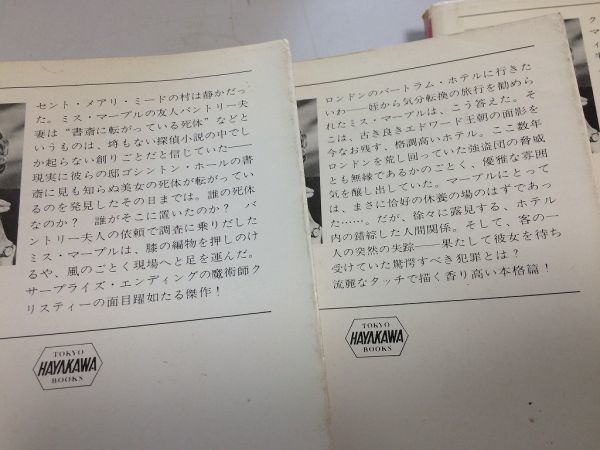 セント・メアリ・ミードの村は静かだっ
た。ミス・マープルの友人バントリー夫
妻は“書斎に転がっている死体”などと
いうものは、埒もない探偵小説の中でし
か起らない創りごとだと信じていた──
現実に彼らの邸ゴシントン・ホールの書
斎に見も知らぬ美女の死体が転がってい
るのを発見したその日までは。誰の死体
なのか？　誰がそこに置いたのか？　バ
ントリー夫人の依頼で調査に乗りだした
ミス・マープルは、膝の編物を押しのけ
るや、風のごとく現場へと足を運んだ。
サープライズ・エンディングの魔術師ク
リスティーの面目躍如たる傑作！
TOKYO
HAYAKAWA
BOOKS
ロンドンのバートラム・ホテルに行きた
いわ──姪から気分転換の旅行を勧めら
れたミス・マープルは、こう答えた。そ
こは、古き良きエドワード王朝の面影を
今なお残す、格調高いホテル。ここ数年
ロンドンを荒し回っていた強盗団の脅威
とも無縁であるかのごとく、優雅な雰囲
気を醸し出していた。マープルにとって
は、まさに恰好の休養の場のはずであっ
た……。だが、徐々に露見する、ホテル
内の錯綜した人間関係。そして、客の一
人の突然の失踪──果たして彼女を待ち
受けていた驚愕すべき犯罪とは？
流麗なタッチで描く香り高い本格篇！
TOKYO
HAYAKAWA
BOOKS